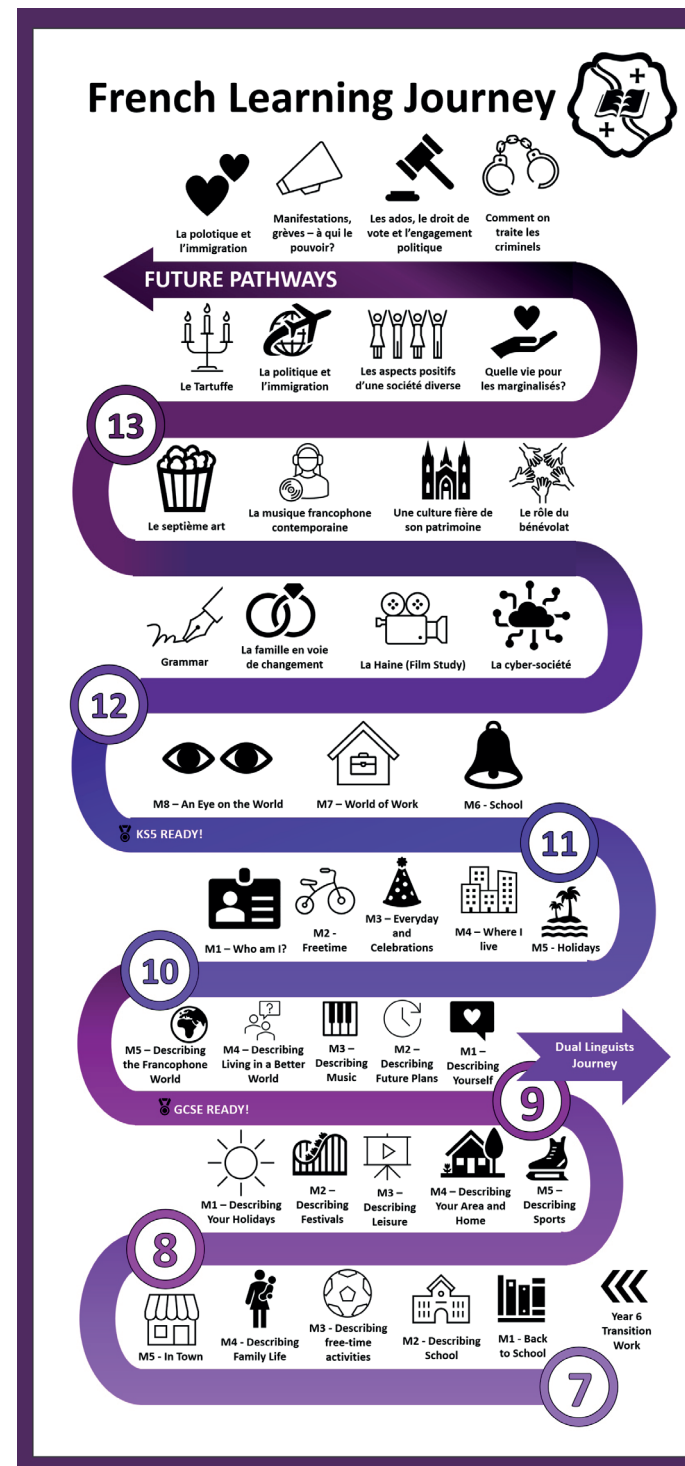 French Learning Journey
La polotique et
l’immigration
Manifestations,
grèves – à qui le
pouvoir?
Les ados, le droit de
vote et l’engagement
politique
Comment on
traite les
criminels
FUTURE PATHWAYS
Le Tartuffe
La politique et
l’immigration
Les aspects positifs
d’une société diverse
Quelle vie pour
les marginalisés?
13
Le septième art
La musique francophone
contemporaine
Une culture fière de
son patrimoine
Le rôle du
bénévolat
Grammar
La famille en voie
de changement
La Haine (Film Study)
La cyber-société
12
M8 – An Eye on the World
M7 – World of Work
M6 - School
KS5 READY!
11
M1 – Who am I?
M2 -
Freetime
M3 – Everyday
and
Celebrations
M4 – Where I
live
M5 - Holidays
10
M5 – Describing
the Francophone
World
M4 – Describing
Living in a Better
World
M3 –
Describing
Music
M2 –
Describing
Future Plans
M1 –
Describing
Yourself
Dual Linguists
Journey
GCSE READY!
9
M1 – Describing
Your Holidays
M2 –
Describing
Festivals
M3 –
Describing
Leisure
M4 – Describing
Your Area and
Home
M5 –
Describing
Sports
8
M5 - In Town
M4 - Describing
Family Life
M3 - Describing
free-time
activities
M2 - Describing
School
M1 - Back
to School
Year 6
Transition
Work
7